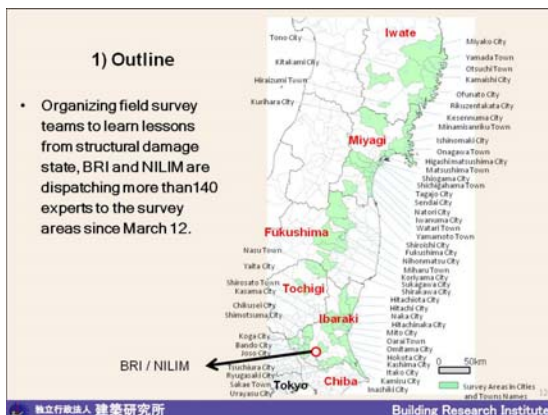 1) Outline
• Organizing field survey
teams to learn lessons
from structural damage
state, BRI and NILIM are
dispatching more than140
experts to the survey
areas since March 12.
BRI / NILIM
Iwate
Miyagi
Fukushima
Tochigi
Ibaraki
Chiba
Tokyo
Tono City
Kitakami City
Hiraizumi Town
Kurihara City
Nasu Town
Yaita City
Shirosato Town
Kasama City
Chikusei City
Shimotsuma City
Koga City
Bando City
Joso City
Tsuchiura City
Ryugasaki City
Sakae Town
Urayasu City
Miyako City
Yamada Town
Otsuchi Town
Kamaishi City
Ofunato City
Rikuzentakata City
Kesennuma City
Minamisanriku Town
Ishinomaki City
Onagawa Town
Higashimatsushima City
Matsushima Town
Shiogama City
Shichigahama Town
Tagajo City
Sendai City
Natori City
Iwanuma City
Watari Town
Yamamoto Town
Shiroishi City
Fukushima City
Nihonmatsu City
Miharu Town
Koriyama City
Sukagawa City
Shirakawa City
Hitachiota City
Hitachi City
Naka City
Hitachinaka City
Mito City
Oarai Town
Omitama City
Hokota City
Kashima City
Itako City
Kamisu City
Inashiki City
0 50km
Survey Areas in Cities
and Towns Names
独立行政法人 建築研究所
Building Research Institute